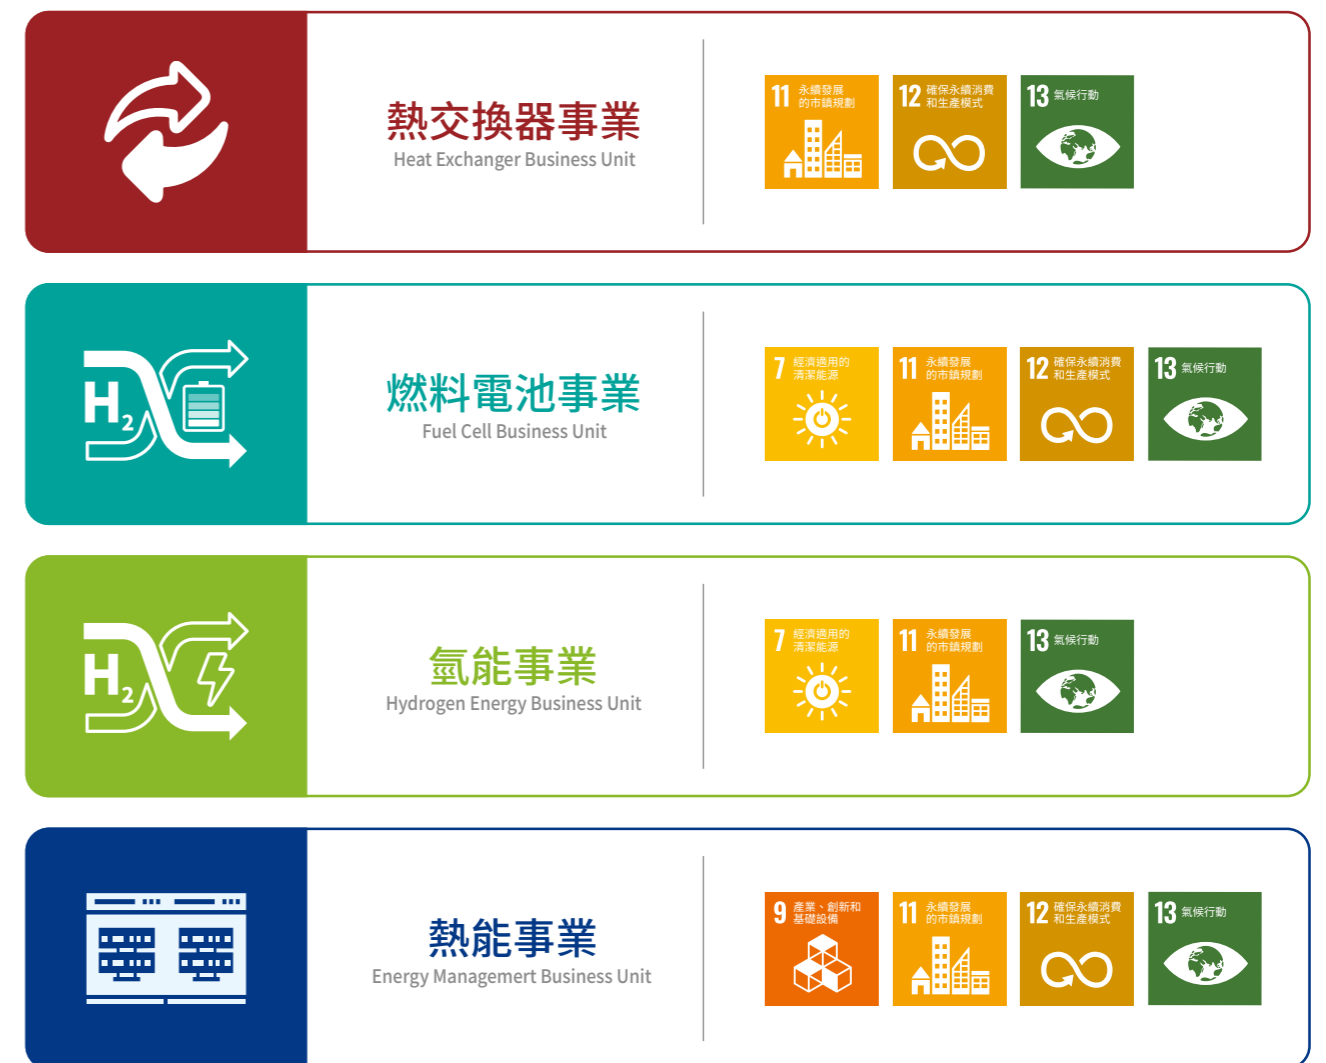 熱交換器事業
Heat Exchanger Business Unit
11 永續發展
的市鎮規劃
12 確保永續消費
和生產模式
13 氣候行動
H2
燃料電池事業
Fuel Cell Business Unit
7 經濟適用的
清潔能源
11 永續發展
的市鎮規劃
12 確保永續消費
和生產模式
13 氣候行動
H2
氫能事業
Hydrogen Energy Business Unit
7 經濟適用的
清潔能源
11 永續發展
的市鎮規劃
13 氣候行動
熱能事業
Energy Managemert Business Unit
9 產業、創新和
基礎設備
11 永續發展
的市鎮規劃
12 確保永續消費
和生產模式
13 氣候行動